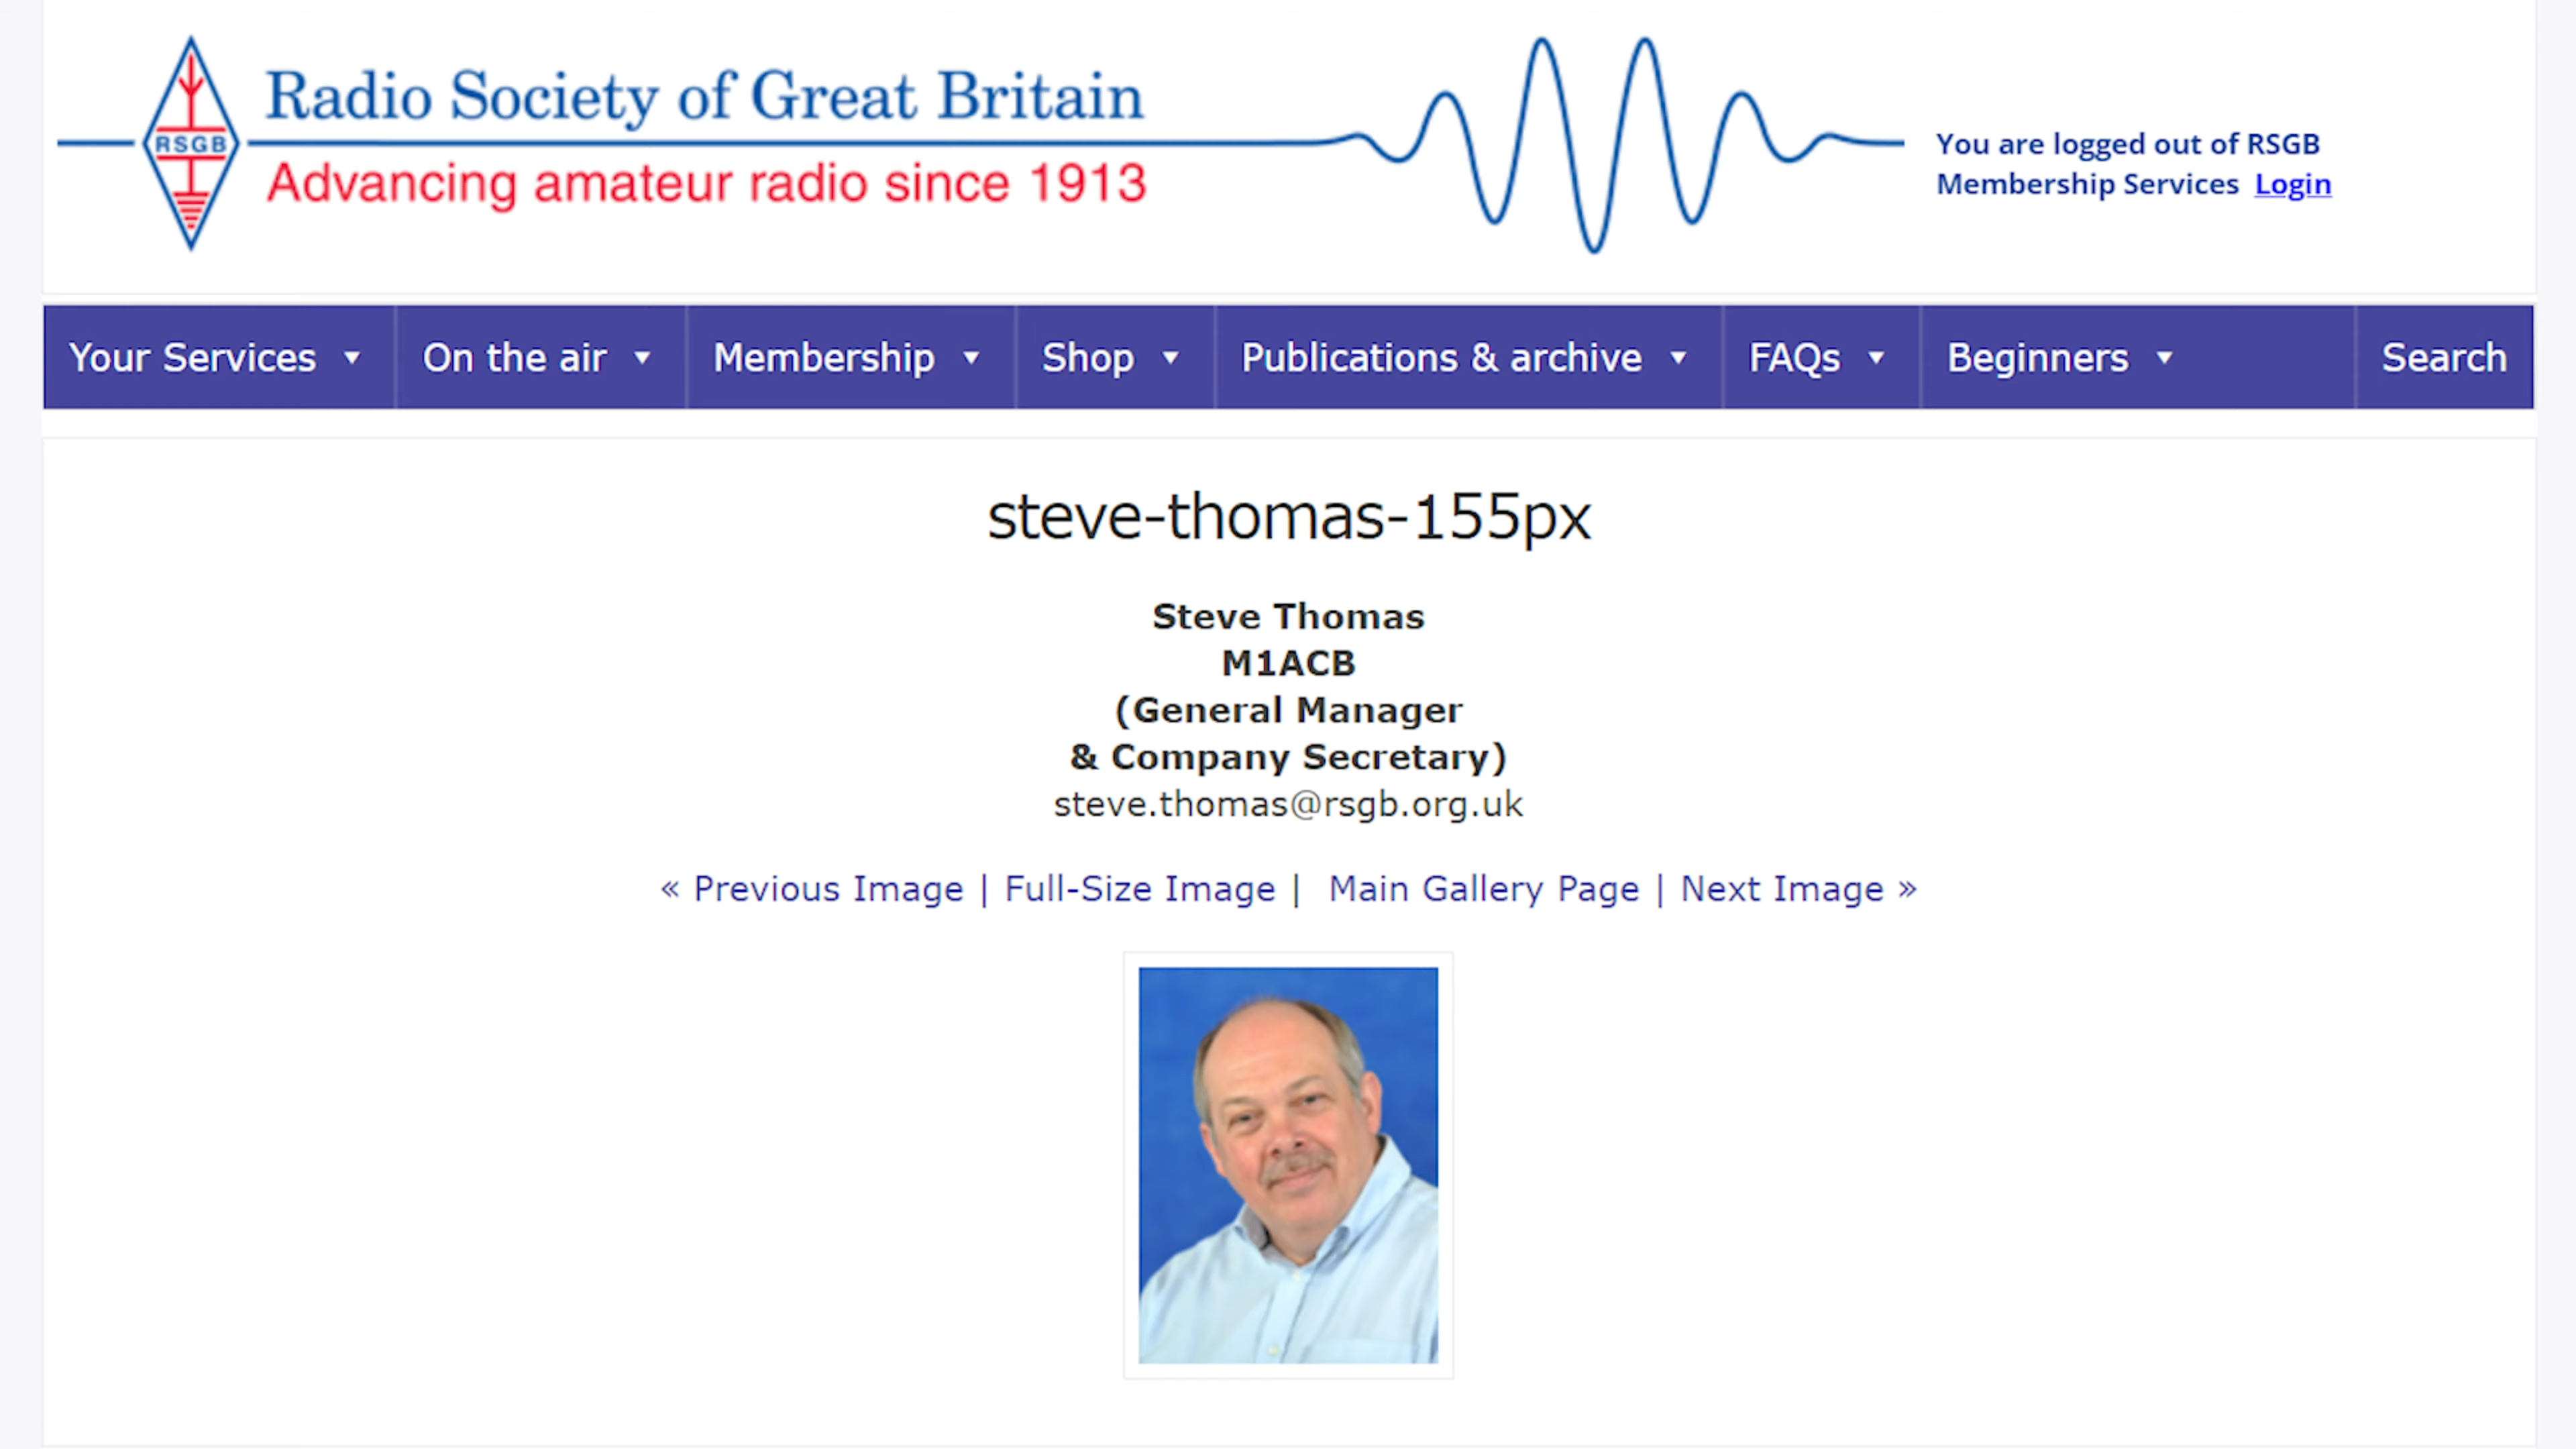 Radio Society of Great Britain
RSGB
Advancing amateur radio since 1913
You are logged out of RSGB
Membership Services Login
Your Services ▼ On the air ▼ Membership ▼ Shop ▼ Publications & archive ▼ FAQs ▼ Beginners ▼ Search
steve-thomas-155px
Steve Thomas
M1ACB
(General Manager
& Company Secretary)
steve.thomas@rsgb.org.uk
« Previous Image | Full-Size Image | Main Gallery Page | Next Image »